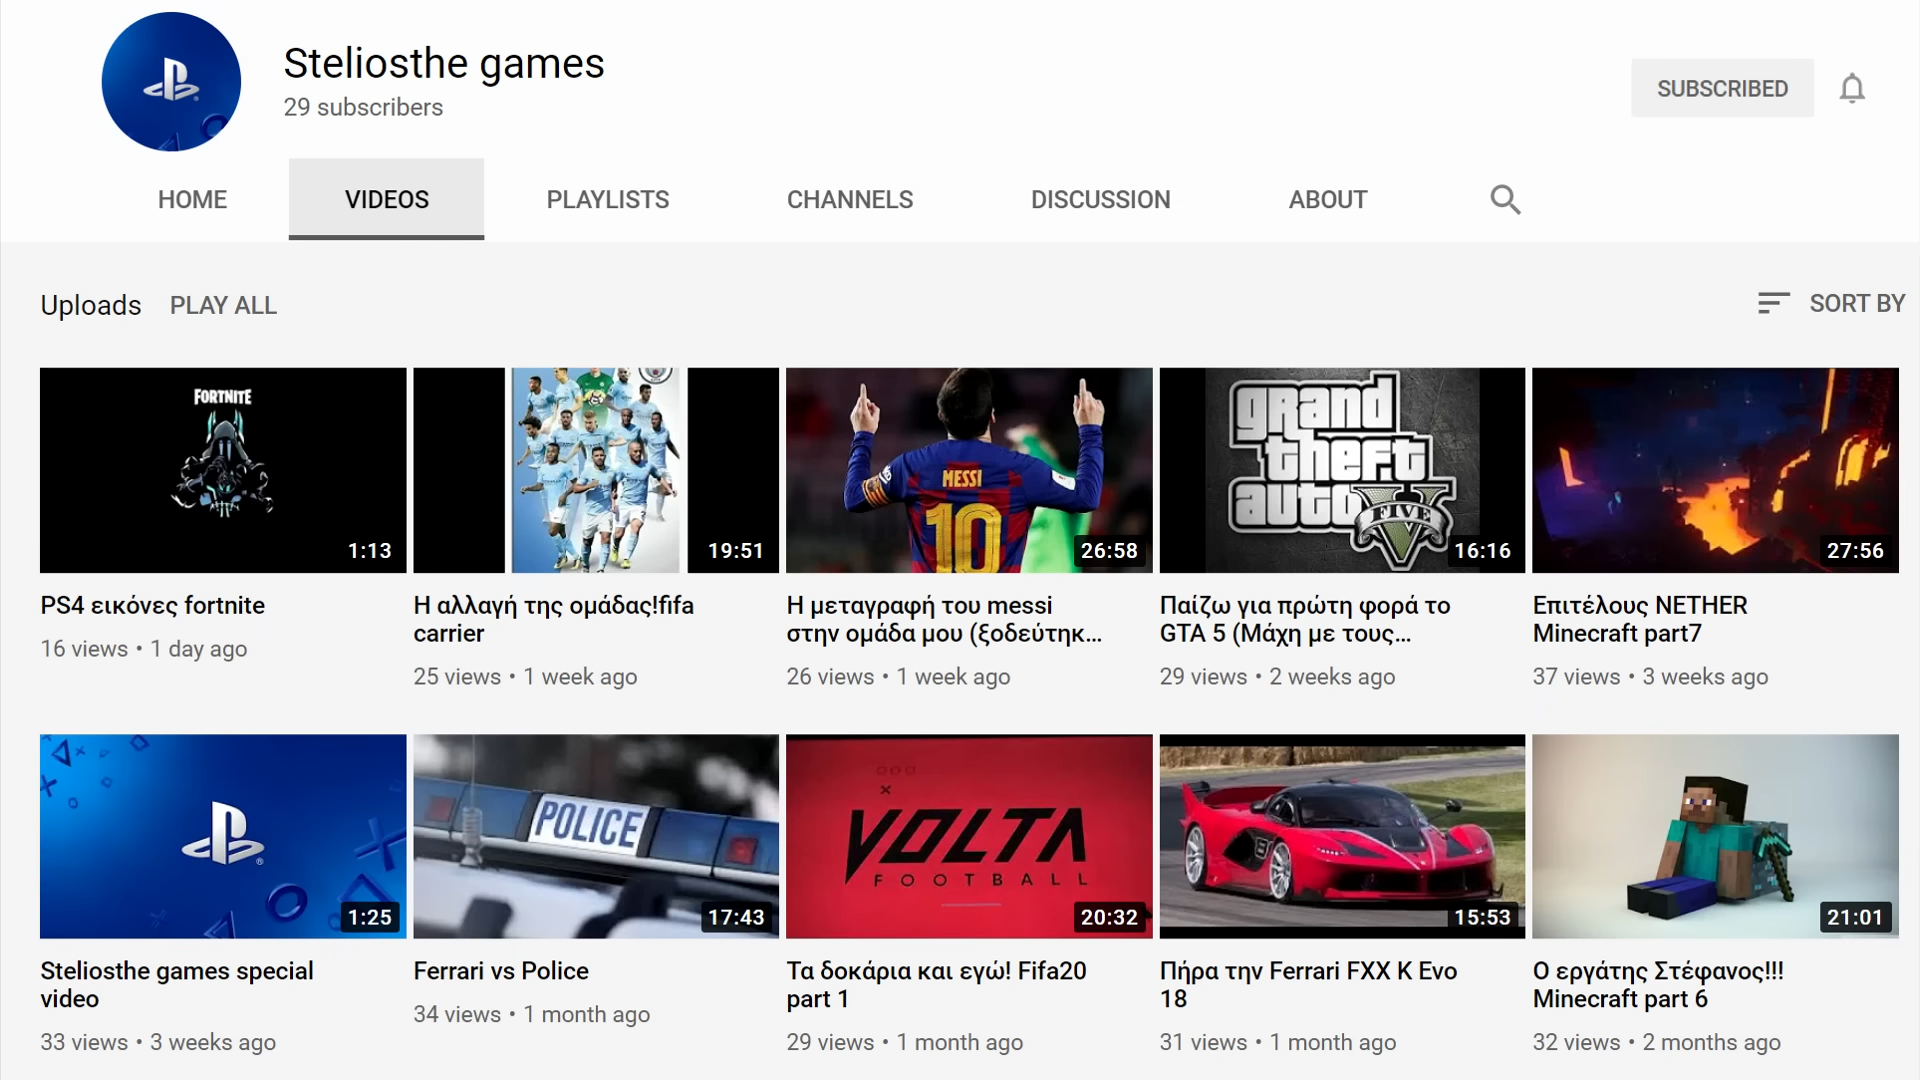 Steliosthe games
29 subscribers
SUBSCRIBED
HOME
VIDEOS
PLAYLISTS
CHANNELS
DISCUSSION
ABOUT
Uploads
PLAY ALL
SORT BY
FORTNITE
1:13
19:51
MESSI
10
26:58
grand
theft
auto
FIVE
16:16
27:56
PS4 εικόνες fortnite
16 views • 1 day ago
Η αλλαγή της ομάδας!fifa
carrier
25 views • 1 week ago
Η μεταγραφή του messi
στην ομάδα μου (ξοδεύτηκ...
26 views • 1 week ago
Παίζω για πρώτη φορά το
GTA 5 (Μάχη με τους...
29 views • 2 weeks ago
Επιτέλους NETHER
Minecraft part7
37 views • 3 weeks ago
1:25
POLICE
17:43
VOLTA
FOOTBALL
20:32
15:53
21:01
Steliosthe games special
video
33 views • 3 weeks ago
Ferrari vs Police
34 views • 1 month ago
Τα δοκάρια και εγώ! Fifa20
part 1
29 views • 1 month ago
Πήρα την Ferrari FXX K Evo
18
31 views • 1 month ago
Ο εργάτης Στέφανος!!!
Minecraft part 6
32 views • 2 months ago